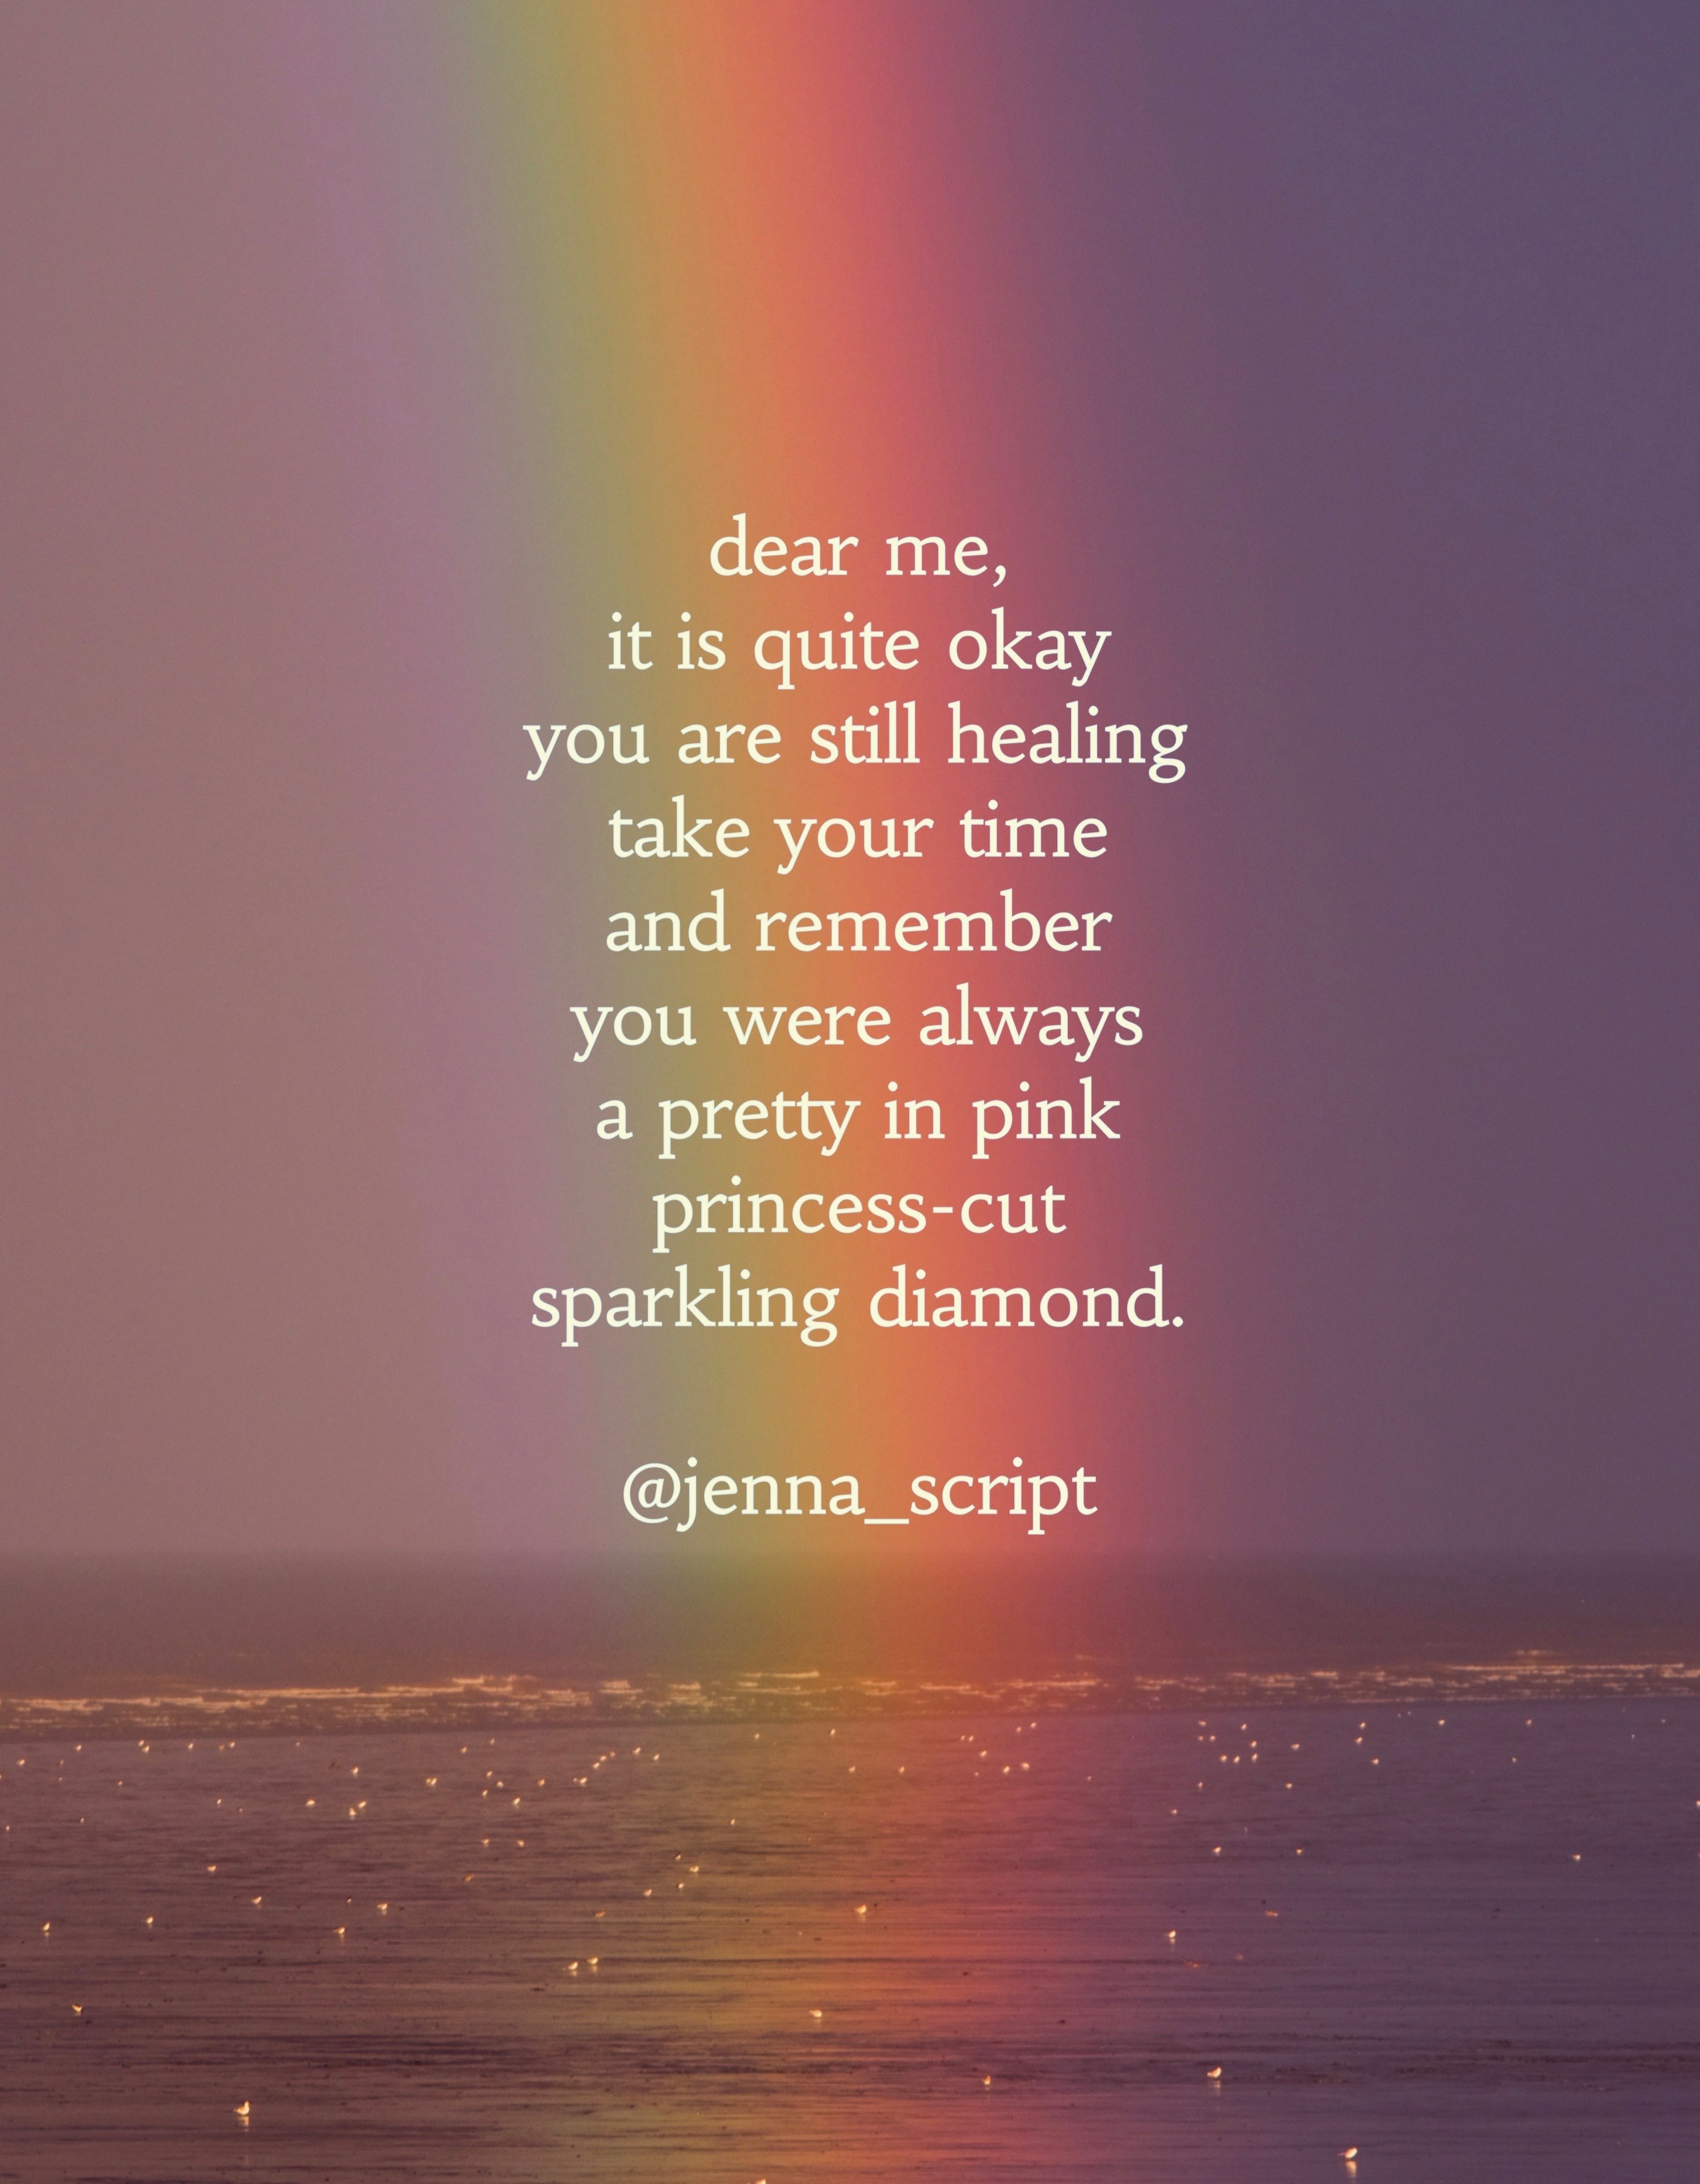 dear me,
it is quite okay
you are still healing
take your time
and remember
you were always
a pretty in pink
princess-cut
sparkling diamond.
@jenna_script